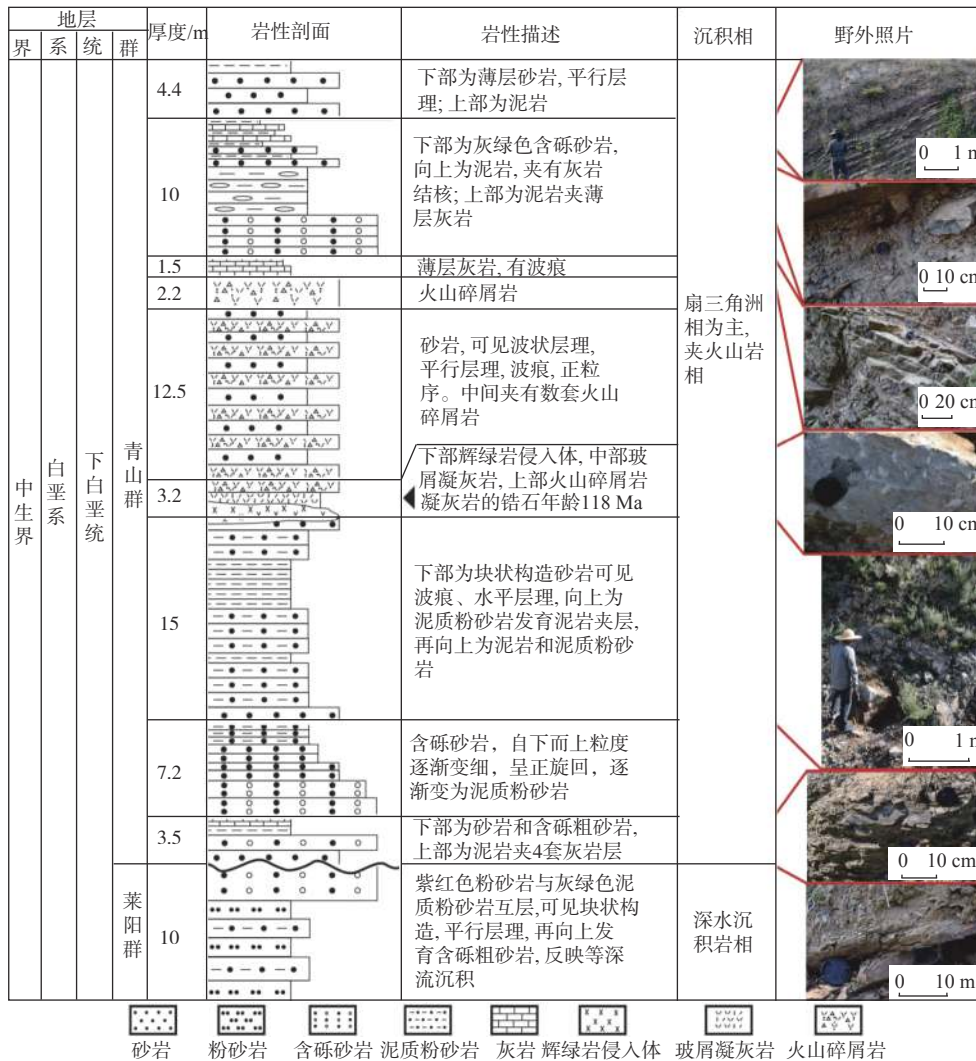 地层
界 系 统 群
厚度/m
岩性剖面
岩性描述
沉积相
野外照片
中生界
白垩系
下白垩统
青山群
4.4
下部为薄层砂岩, 平行层
理; 上部为泥岩
10
下部为灰绿色含砾砂岩,
向上为泥岩, 夹有灰岩
结核; 上部为泥岩夹薄
层灰岩
1.5
薄层灰岩, 有波痕
2.2
火山碎屑岩
12.5
砂岩, 可见波状层理,
平行层理, 波痕, 正粒
序。中间夹有数套火山
碎屑岩
3.2
下部辉绿岩侵入体, 中部玻
屑凝灰岩, 上部火山碎屑岩
凝灰岩的锆石年龄118 Ma
15
下部为块状构造砂岩可见
波痕、水平层理, 向上为
泥质粉砂岩发育泥岩夹层,
再向上为泥岩和泥质粉砂
岩
7.2
含砾砂岩，自下而上粒度
逐渐变细，呈正旋回，逐
渐变为泥质粉砂岩
3.5
下部为砂岩和含砾粗砂岩,
上部为泥岩夹4套灰岩层
扇三角洲
相为主,
夹火山岩
相
莱阳群
10
紫红色粉砂岩与灰绿色泥
质粉砂岩互层,可见块状构
造, 平行层理, 再向上发
育含砾粗砂岩, 反映等深
流沉积
深水沉
积岩相
0 1 m
0 10 cm
0 20 cm
0 10 cm
0 1 m
0 10 cm
0 10 m
砂岩 粉砂岩 含砾砂岩 泥质粉砂岩 灰岩 辉绿岩侵入体 玻屑凝灰岩 火山碎屑岩